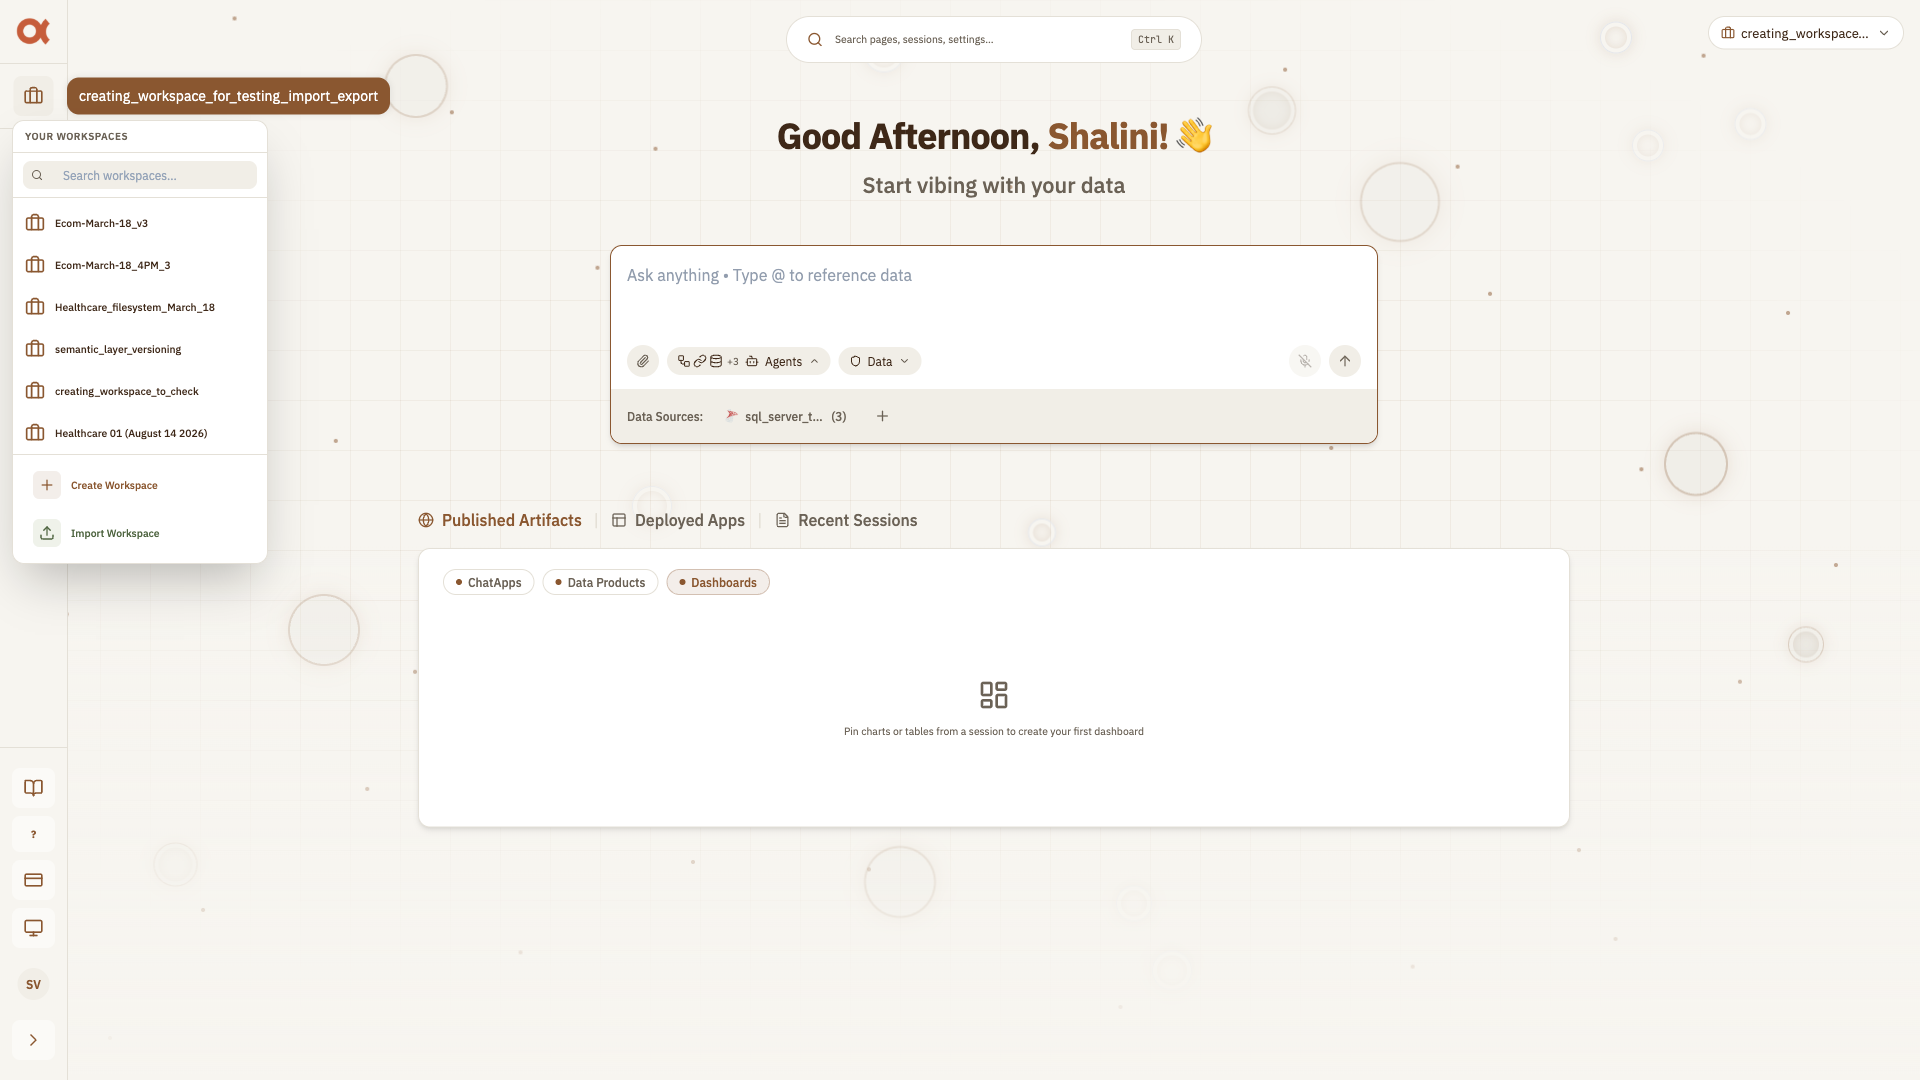 Search pages, sessions, settings...
Ctrl K
creating_workspace...
creating_workspace_for_testing_import_export
YOUR WORKSPACES
Search workspaces...
Ecom-March-18_v3
Ecom-March-18_4PM_3
Healthcare_filesystem_March_18
semantic_layer_versioning
creating_workspace_to_check
Healthcare 01 (August 14 2026)
Create Workspace
Import Workspace
Good Afternoon, Shalini! 👋
Start vibing with your data
Ask anything • Type @ to reference data
+3 Agents
Data
Data Sources: sql_server_t... (3)
Published Artifacts
Deployed Apps
Recent Sessions
ChatApps
Data Products
Dashboards
Pin charts or tables from a session to create your first dashboard
?
SV